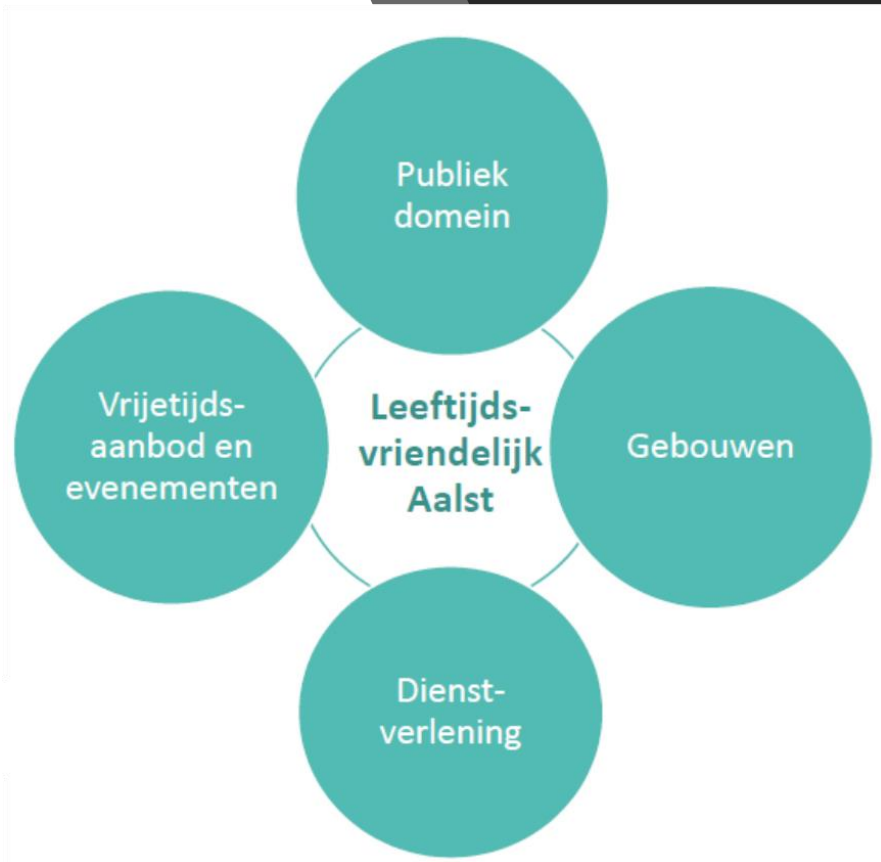 Publiek
domein
Vrijetijds-
aanbod en
evenementen
Leeftijds-
vriendelijk
Aalst
Gebouwen
Dienst-
verlening